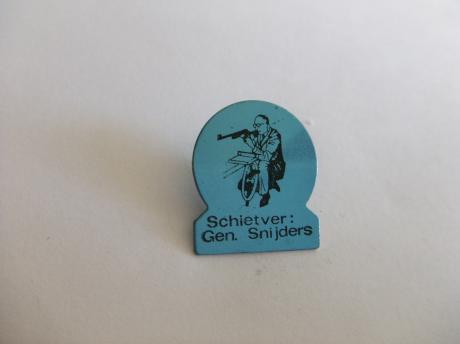 Schietver:
Gen. Snijders